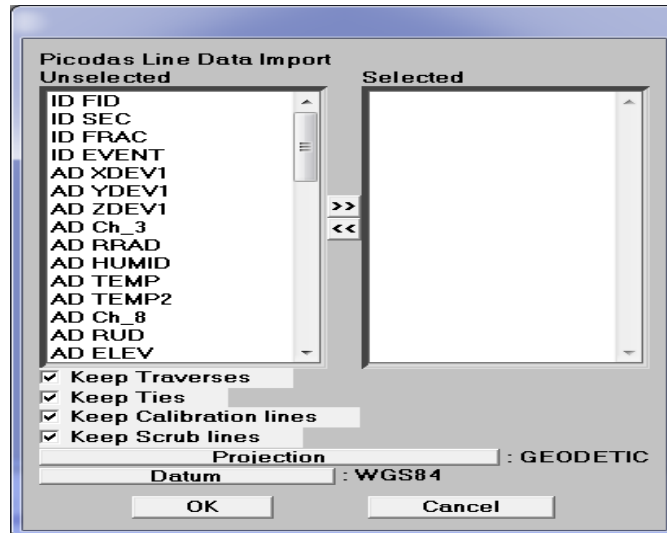 Picodas Line Data Import
Unselected
Selected
ID FID
ID SEC
ID FRAC
ID EVENT
AD XDEV1
AD YDEV1
AD ZDEV1
AD Ch_3
AD RRAD
AD HUMID
AD TEMP
AD TEMP2
AD Ch_8
AD RUD
AD ELEV
>>
<<
Keep Traverses
Keep Ties
Keep Calibration lines
Keep Scrub lines
Projection : GEODETIC
Datum : WGS84
OK Cancel